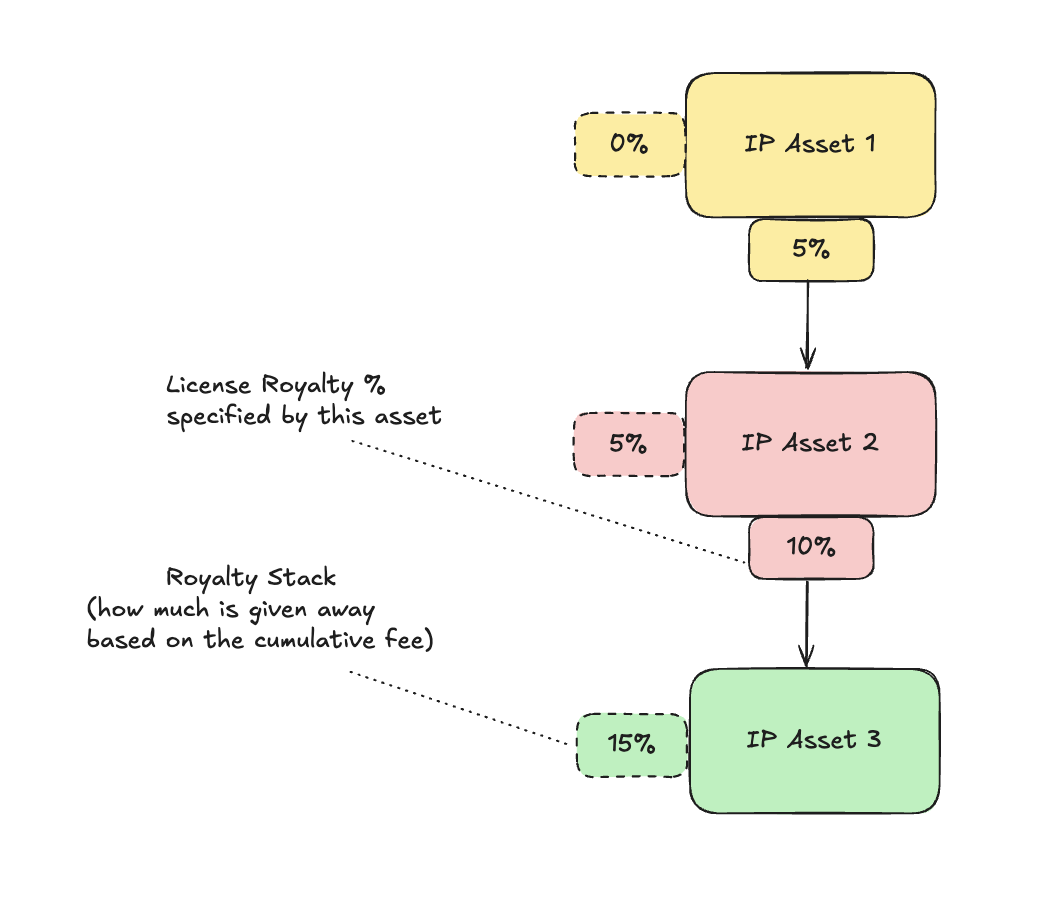 0%
IP Asset 1
5%
License Royalty %
specified by this asset
5%
IP Asset 2
10%
Royalty Stack
(how much is given away
based on the cumulative fee)
15%
IP Asset 3